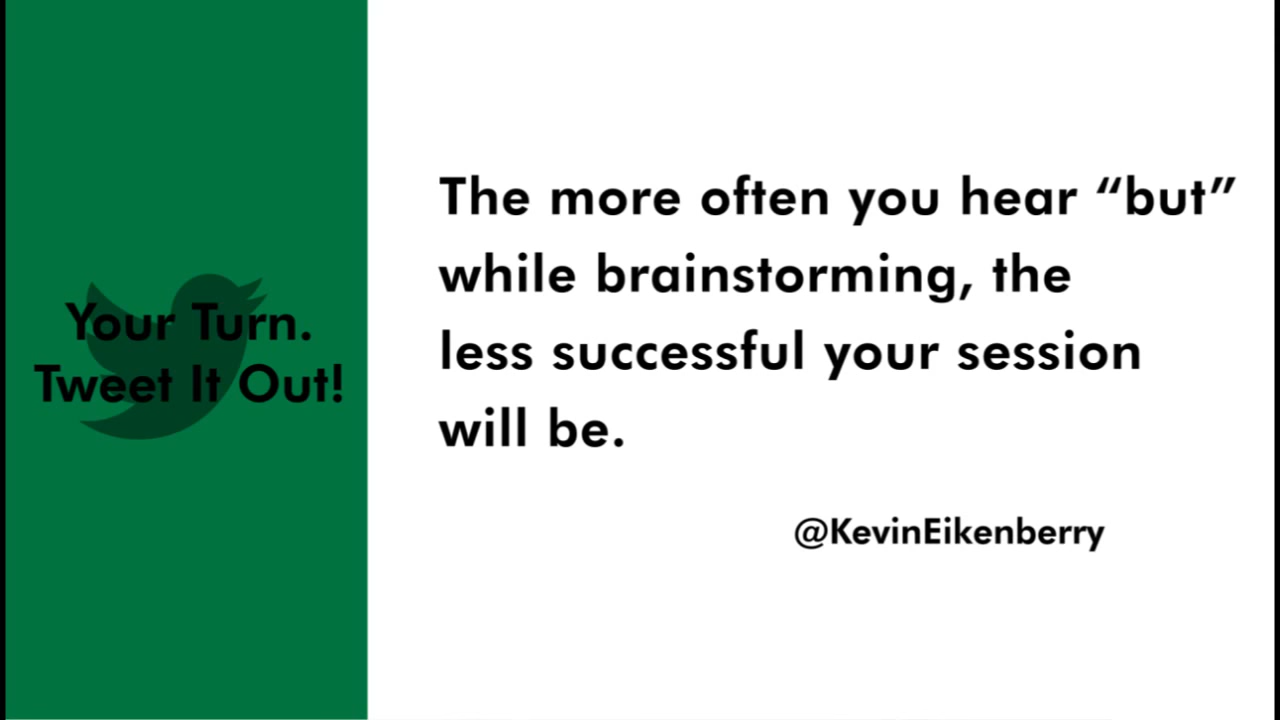 Your Turn.
Tweet It Out!
The more often you hear “but”
while brainstorming, the
less successful your session
will be.
@KevinEikenberry